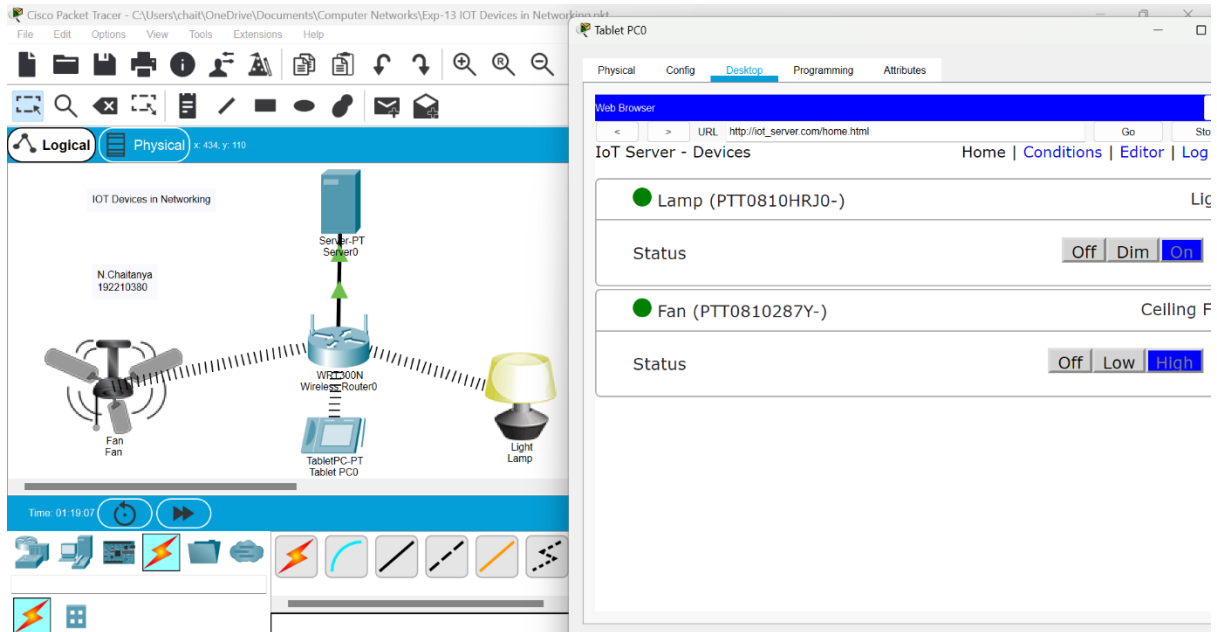 Cisco Packet Tracer - C:\Users\chait\OneDrive\Documents\Computer Networks\Exp-13 IOT Devices in Networking.pkt
File Edit Options View Tools Extensions Help
Logical Physical x: 434, y: 110
IOT Devices in Networking
Server-PT
Server0
N.Chaitanya
192210380
WRT300N
Wireless Router0
Fan
Fan
TabletPC-PT
Tablet PC0
Light
Lamp
Time: 01:19:07
Tablet PC0
Physical Config Desktop Programming Attributes
Web Browser
< > URL http://iot_server.com/home.html Go Sto
IoT Server - Devices Home | Conditions | Editor | Log
Lamp (PTT0810HRJ0-) Lig
Status Off Dim On
Fan (PTT0810287Y-) Ceiling F
Status Off Low High